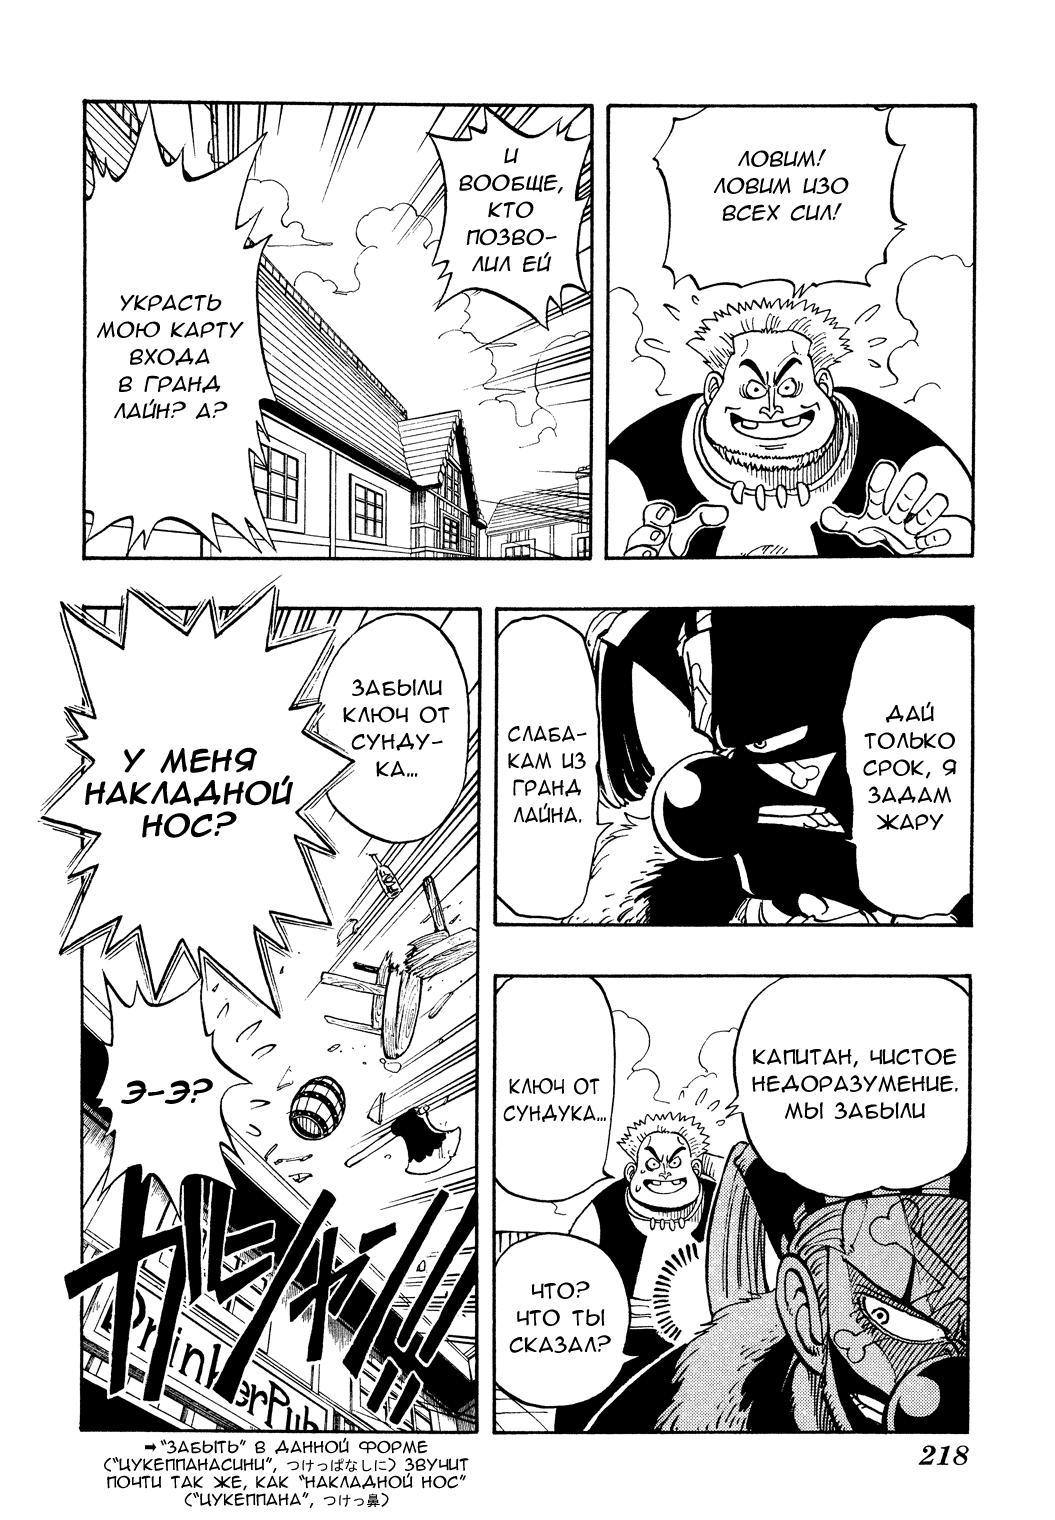 ЛОВИМ!
ЛОВИМ ИЗО
ВСЕХ СИЛ!
И
ВООБЩЕ,
КТО
ПОЗВО-
ЛИЛ ЕЙ
УКРАСТЬ
МОЮ КАРТУ
ВХОДА
В ГРАНД
ЛАЙН? А?
ДАЙ
ТОЛЬКО
СРОК, Я
ЗАДАМ
ЖАРУ
СЛАБА-
КАМ ИЗ
ГРАНД
ЛАЙНА.
КАПИТАН, ЧИСТОЕ
НЕДОРАЗУМЕНИЕ.
МЫ ЗАБЫЛИ
КЛЮЧ ОТ
СУНДУКА...
ЧТО?
ЧТО ТЫ
СКАЗАЛ?
ЗАБЫЛИ
КЛЮЧ ОТ
СУНДУ-
КА...
У МЕНЯ
НАКЛАДНОЙ
НОС?
Э-Э?
DrinkerPub
➡"ЗАБЫТЬ" В ДАННОЙ ФОРМЕ
("ЦУКЕППАНАСИНИ", つけっぱなしに) ЗВУЧИТ
ПОЧТИ ТАК ЖЕ, КАК "НАКЛАДНОЙ НОС"
("ЦУКЕППАНА", つけっ鼻)
218